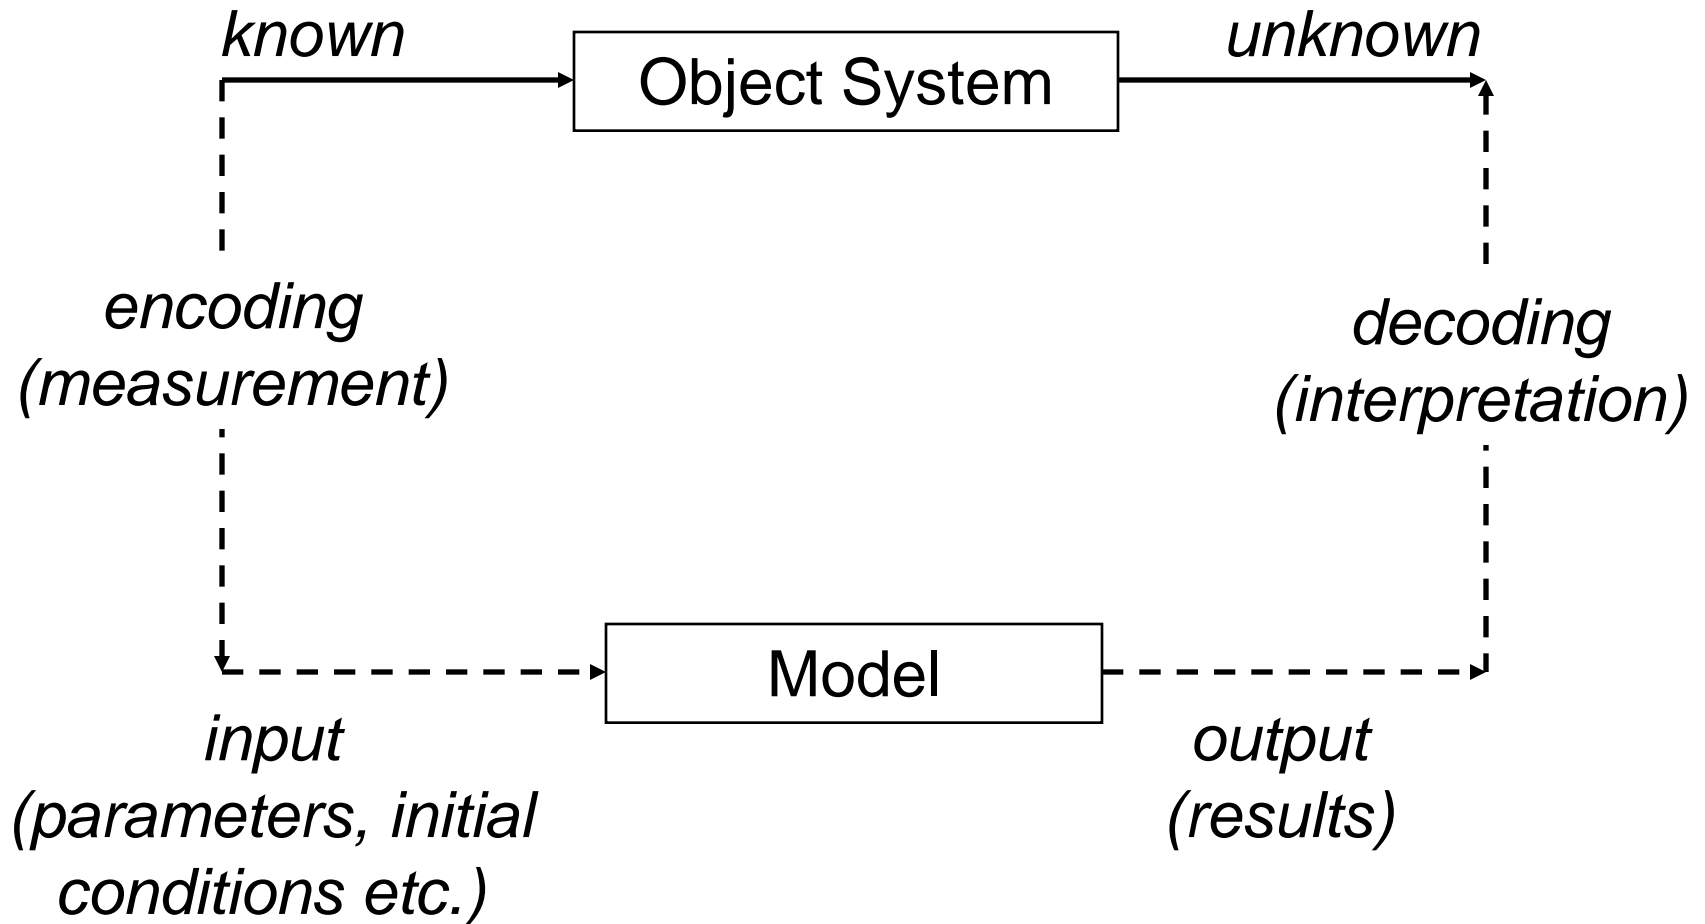 known
Object System
unknown
encoding
(measurement)
decoding
(interpretation)
Model
input
(parameters, initial
conditions etc.)
output
(results)